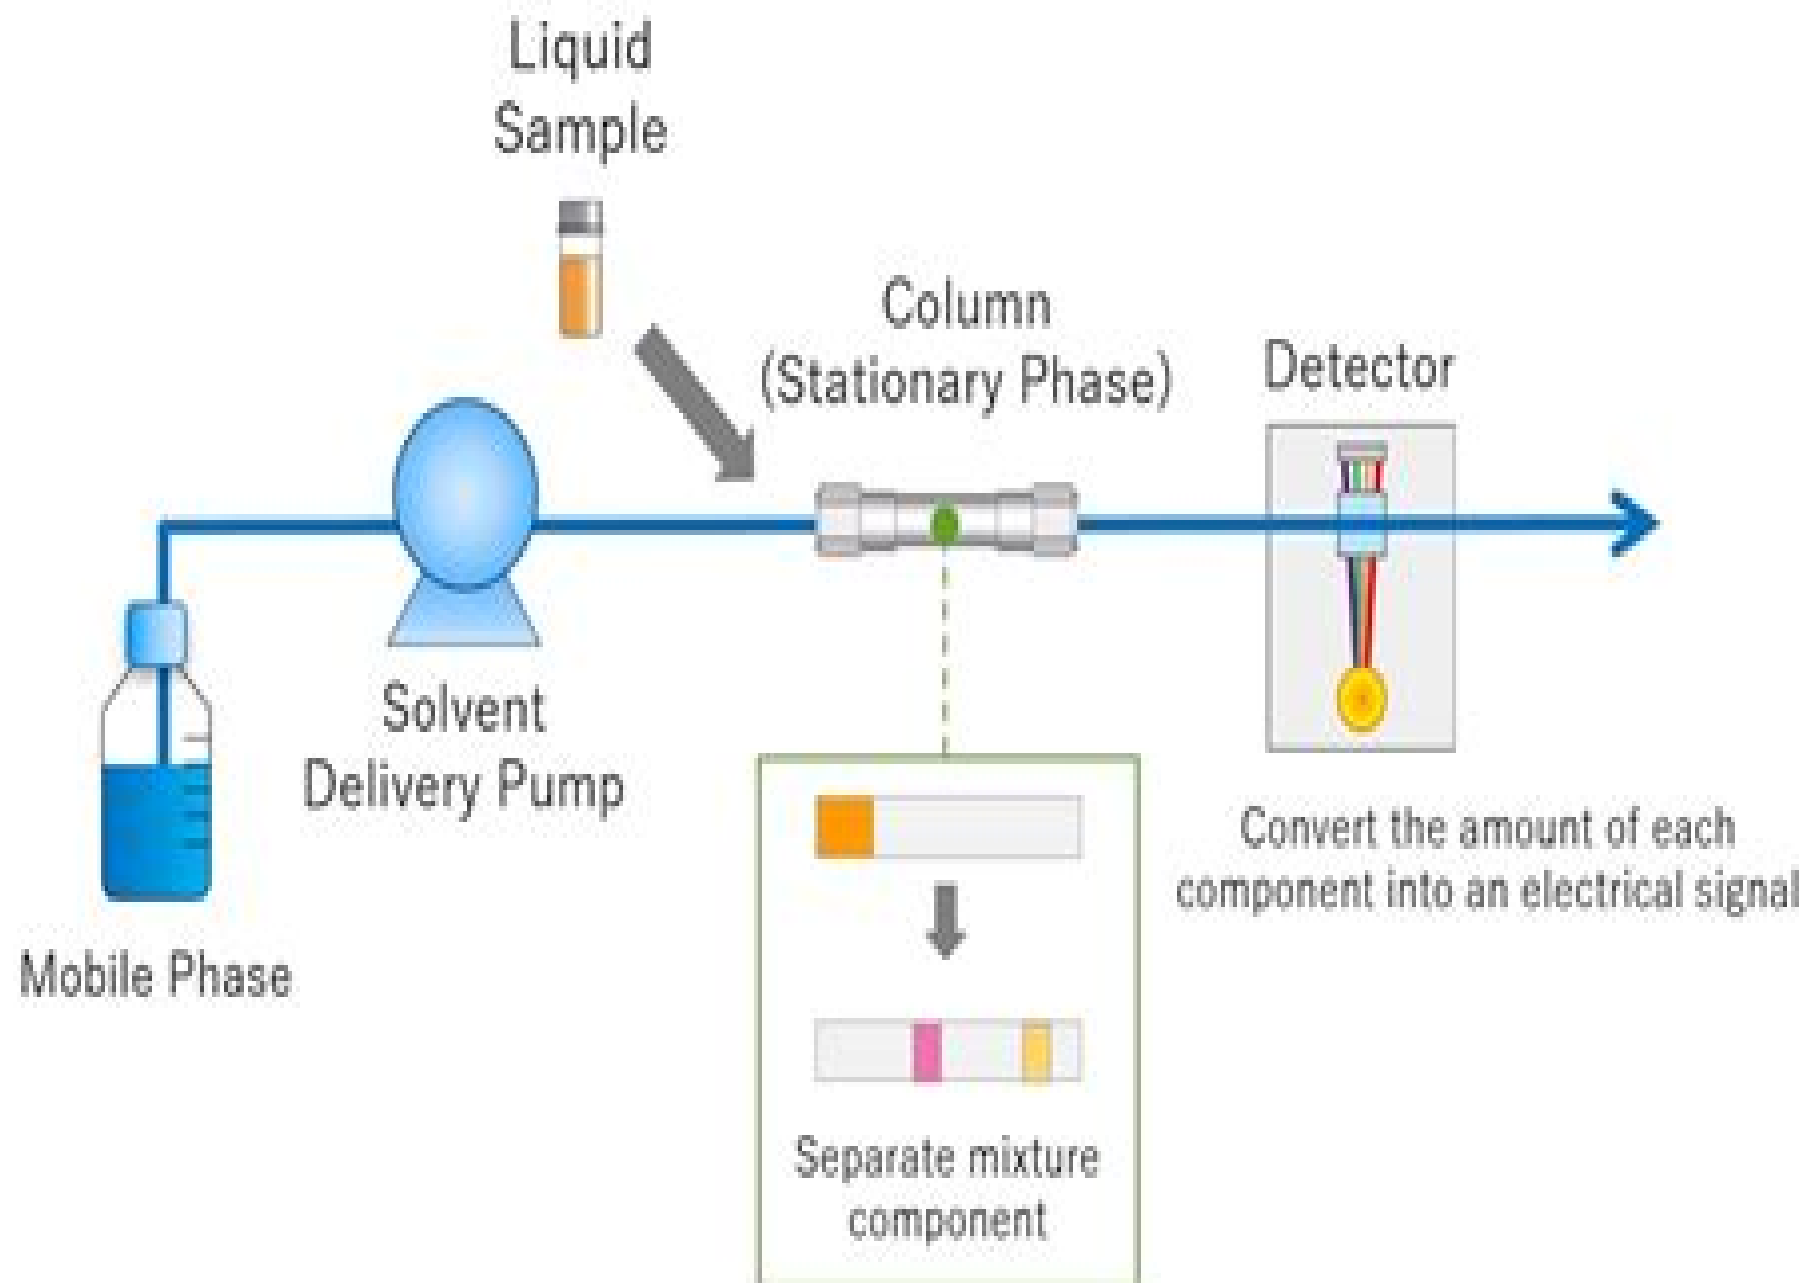 Liquid
Sample
Column
(Stationary Phase)
Detector
Solvent
Delivery Pump
Mobile Phase
Convert the amount of each
component into an electrical signal
Separate mixture
component